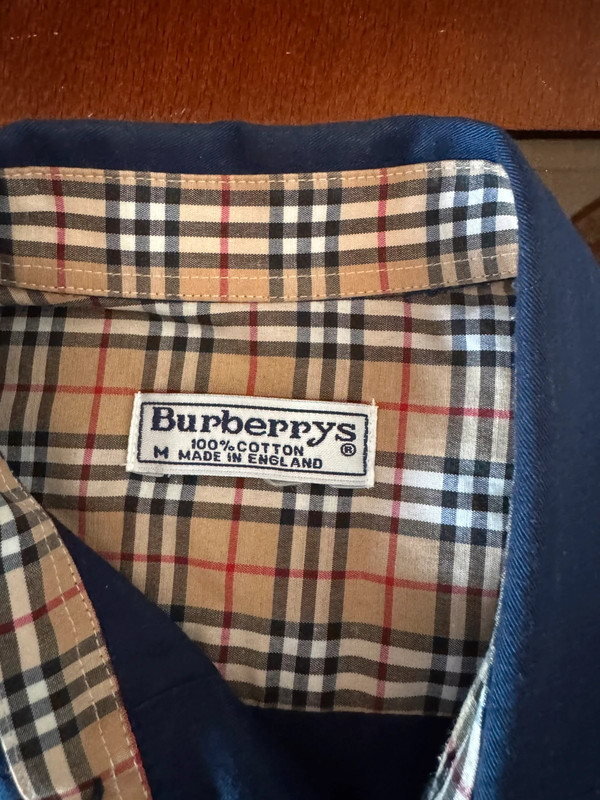 Burberrys
100%COTTON
M MADE IN ENGLAND ®